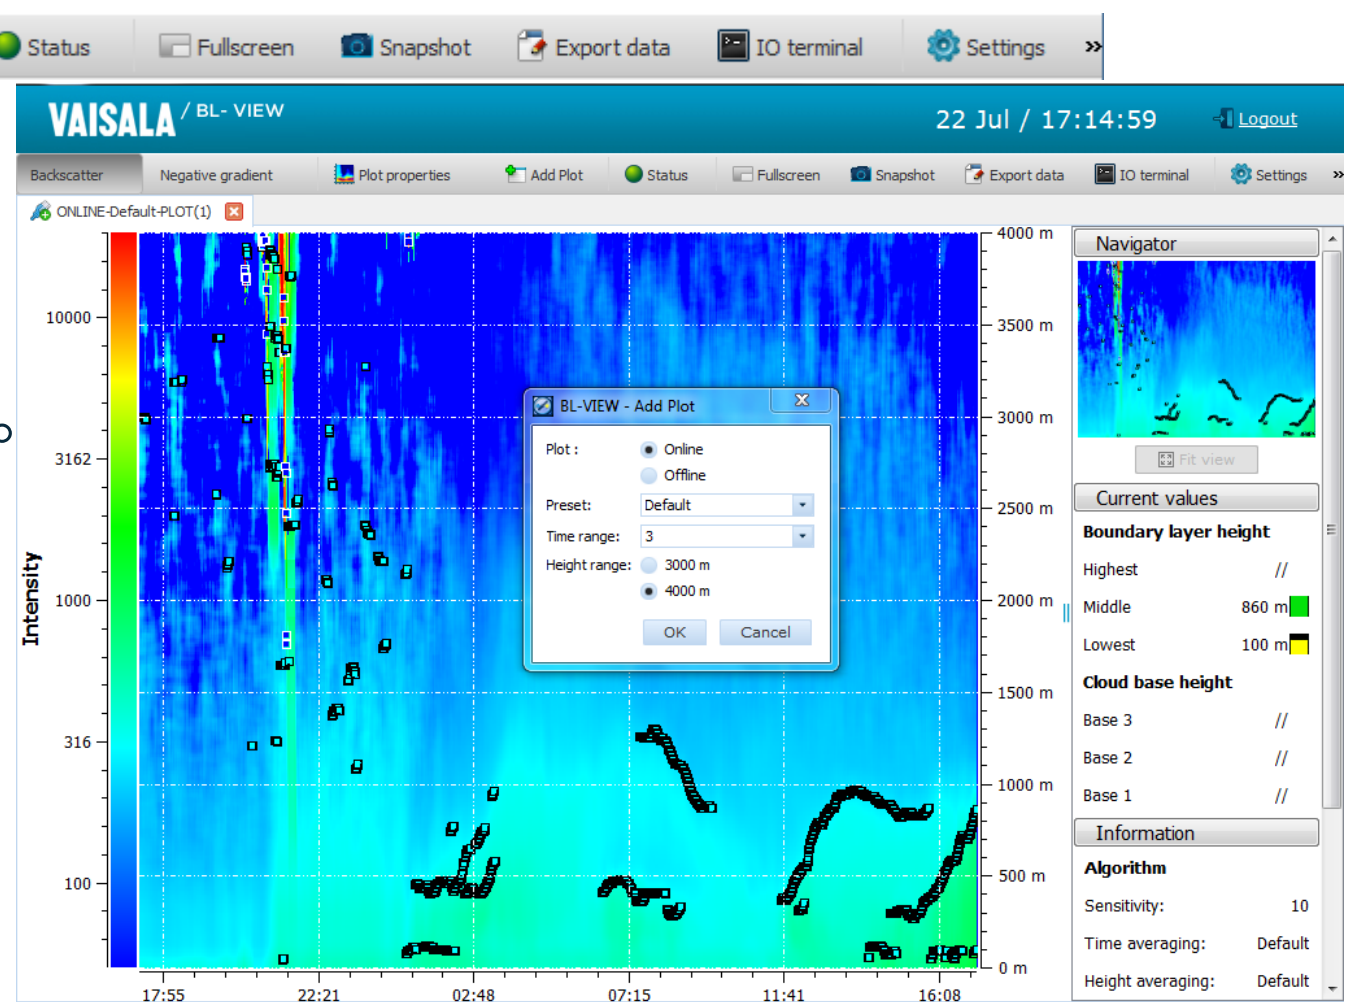 Status Fullscreen Snapshot Export data IO terminal Settings »
VAISALA / BL- VIEW 22 Jul / 17:14:59 Logout
Backscatter Negative gradient Plot properties Add Plot Status Fullscreen Snapshot Export data IO terminal Settings »
ONLINE-Default-PLOT(1)
Intensity
10000
3162
1000
316
100
4000 m
3500 m
3000 m
2500 m
2000 m
1500 m
1000 m
500 m
0 m
17:55 22:21 02:48 07:15 11:41 16:08
BL-VIEW - Add Plot X
Plot : Online
Offline
Preset: Default
Time range: 3
Height range: 3000 m
4000 m
OK Cancel
Navigator
Fit view
Current values
Boundary layer height
Highest //
Middle 860 m
Lowest 100 m
Cloud base height
Base 3 //
Base 2 //
Base 1 //
Information
Algorithm
Sensitivity: 10
Time averaging: Default
Height averaging: Default